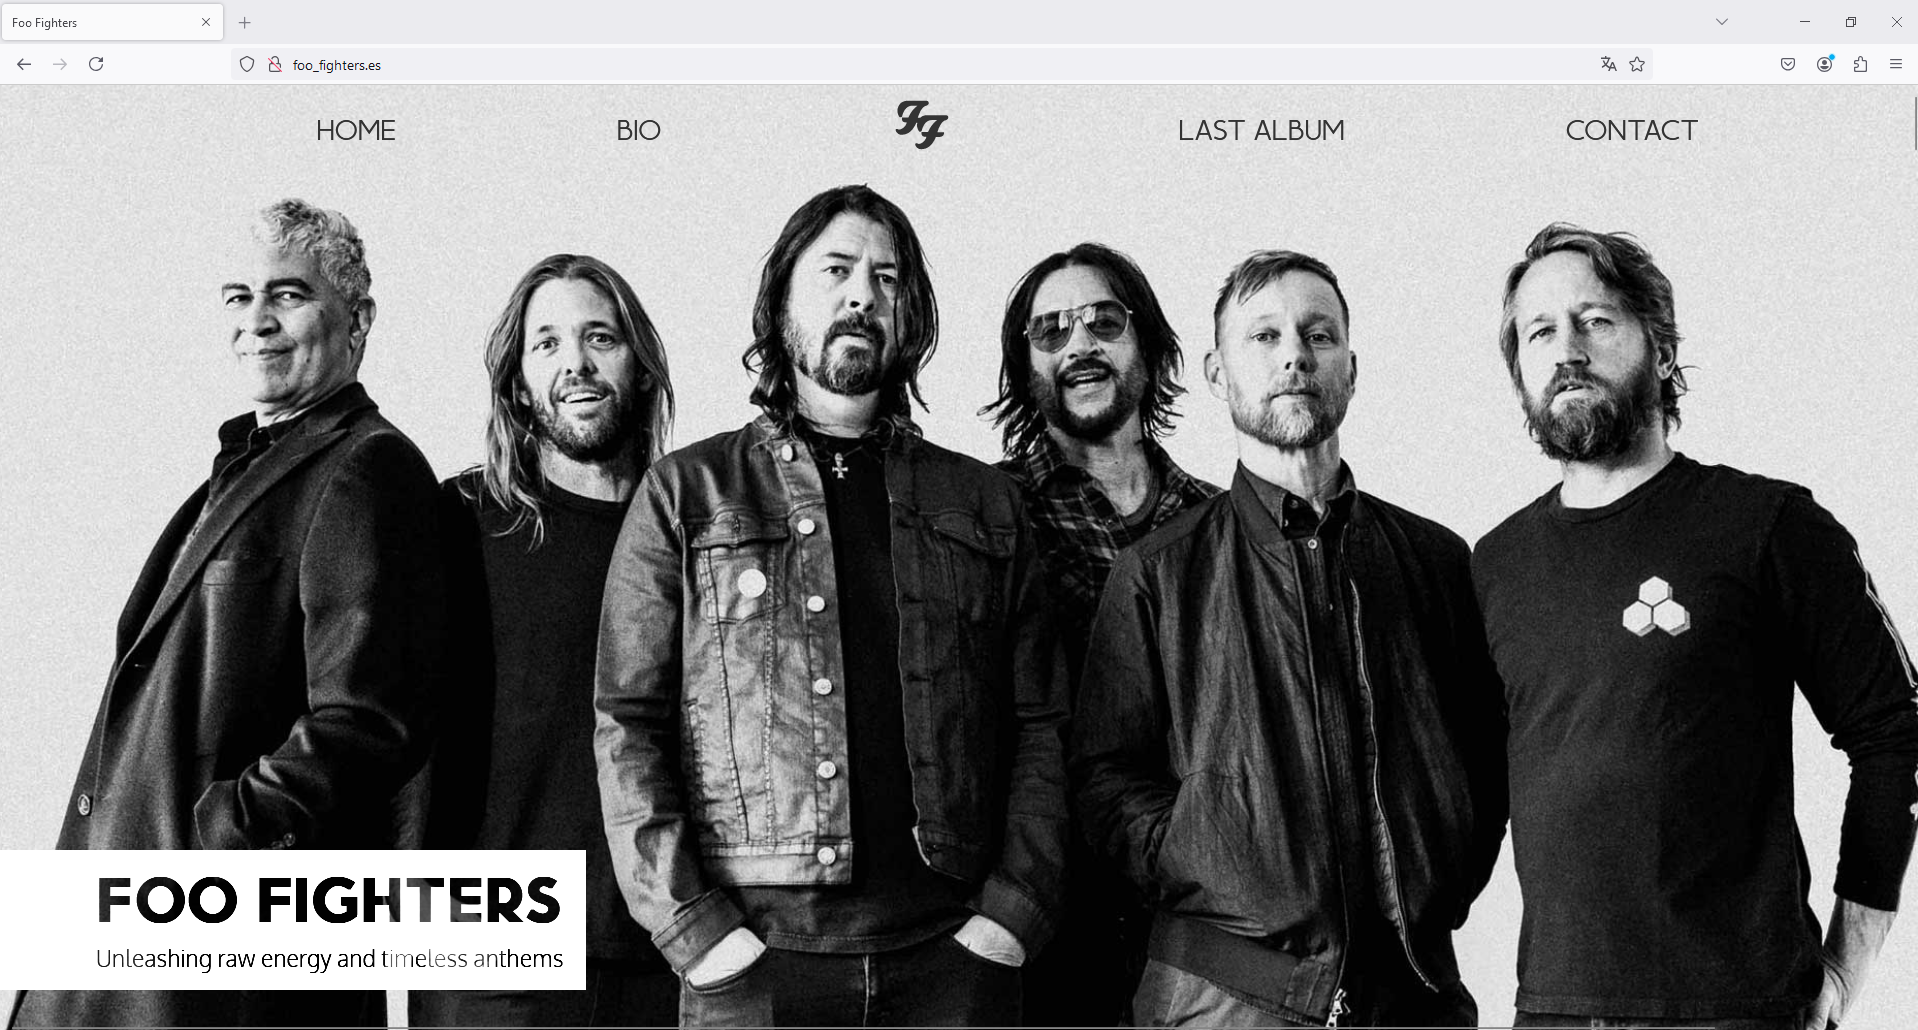 Foo Fighters
foo_fighters.es
HOME
BIO
FF
LAST ALBUM
CONTACT
FOO FIGHTERS
Unleashing raw energy and timeless anthems